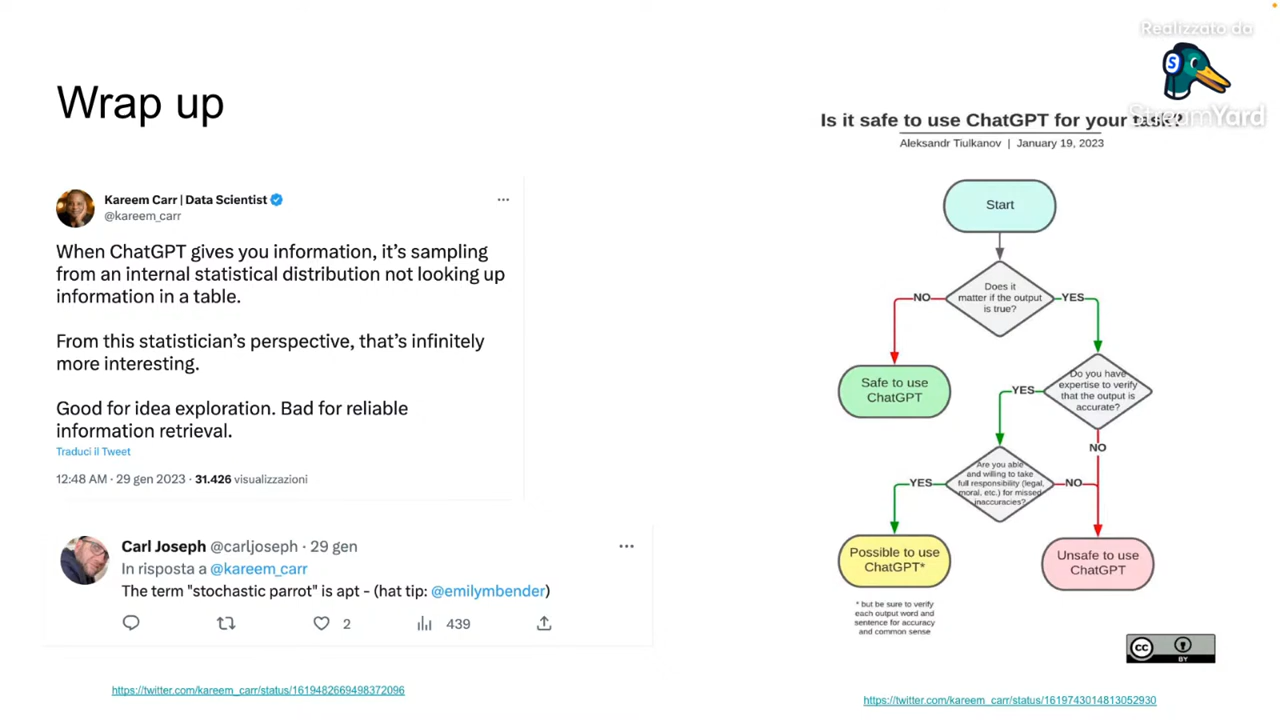 Realizzato da
StreamYard
Wrap up
Kareem Carr | Data Scientist
@kareem_carr
When ChatGPT gives you information, it's sampling
from an internal statistical distribution not looking up
information in a table.
From this statistician's perspective, that's infinitely
more interesting.
Good for idea exploration. Bad for reliable
information retrieval.
Traduci il Tweet
12:48 AM · 29 gen 2023 · 31.426 visualizzazioni
Carl Joseph @carljoseph · 29 gen
In risposta a @kareem_carr
The term "stochastic parrot" is apt - (hat tip: @emilymbender)
2
439
https://twitter.com/kareem_carr/status/1619482669498372096
Is it safe to use ChatGPT for your task?
Aleksandr Tiulkanov | January 19, 2023
Start
Does it
matter if the output
is true?
NO
YES
Safe to use
ChatGPT
Do you have
expertise to verify
that the output is
accurate?
YES
NO
Are you able
and willing to take
full responsibility (legal,
moral, etc.) for missed
inaccuracies?
YES
NO
Possible to use
ChatGPT*
Unsafe to use
ChatGPT
* but be sure to verify
each output word and
sentence for accuracy
and common sense
cc
BY
https://twitter.com/kareem_carr/status/1619743014813052930